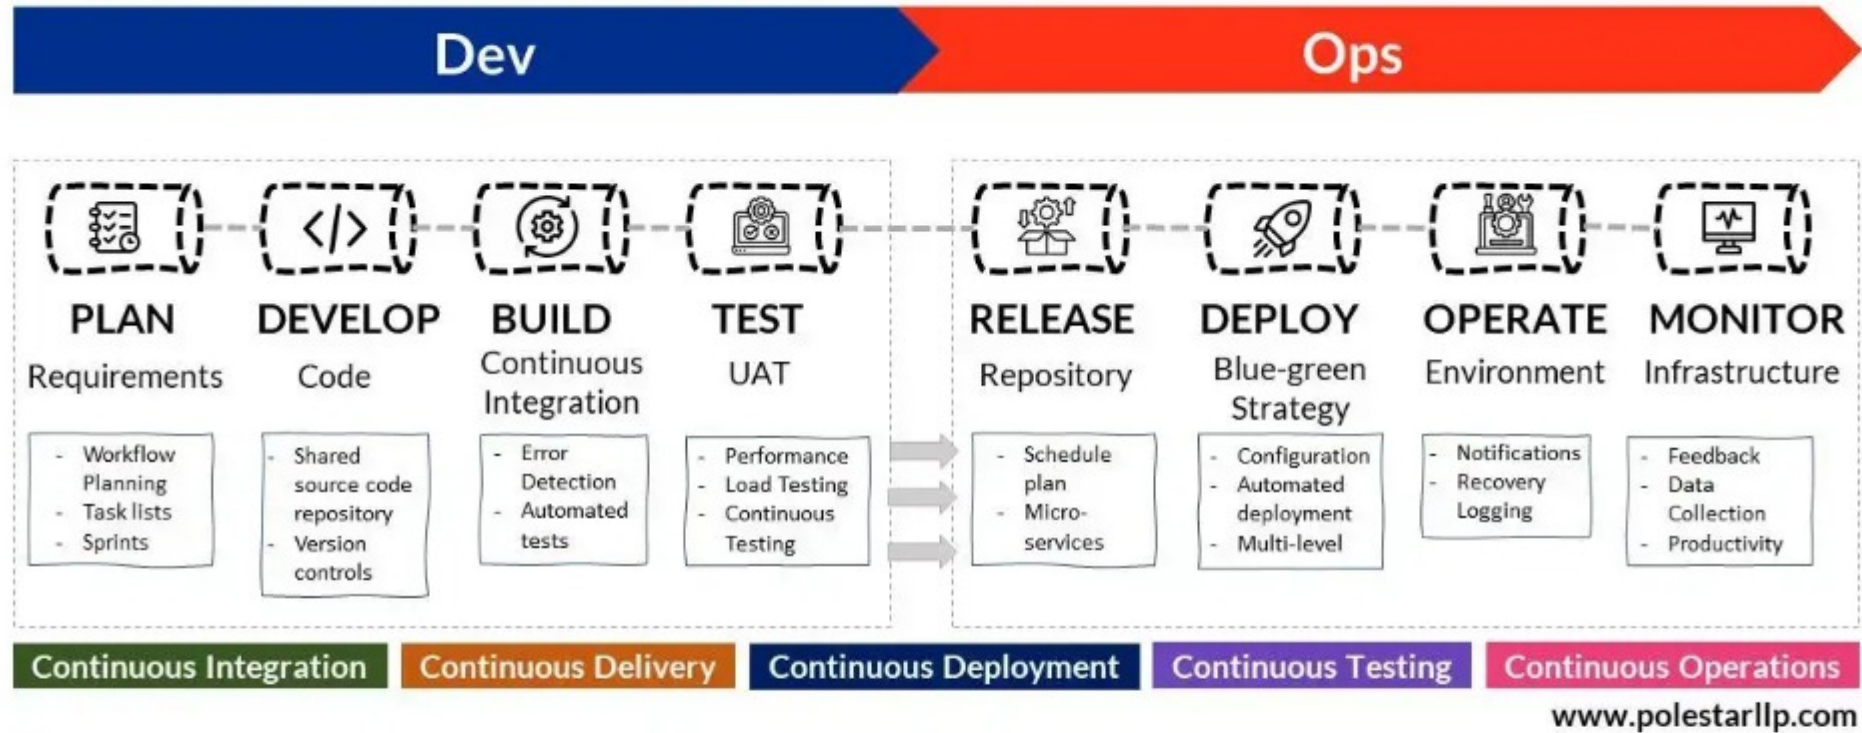 Dev
Ops
</>
PLAN
Requirements
- Workflow
Planning
- Task lists
- Sprints
DEVELOP
Code
- Shared
source code
repository
- Version
controls
BUILD
Continuous
Integration
- Error
Detection
- Automated
tests
TEST
UAT
- Performance
- Load Testing
- Continuous
Testing
RELEASE
Repository
- Schedule
plan
- Micro-
services
DEPLOY
Blue-green
Strategy
- Configuration
- Automated
deployment
- Multi-level
OPERATE
Environment
- Notifications
- Recovery
Logging
MONITOR
Infrastructure
- Feedback
- Data
Collection
- Productivity
Continuous Integration
Continuous Delivery
Continuous Deployment
Continuous Testing
Continuous Operations
www.polestarllp.com